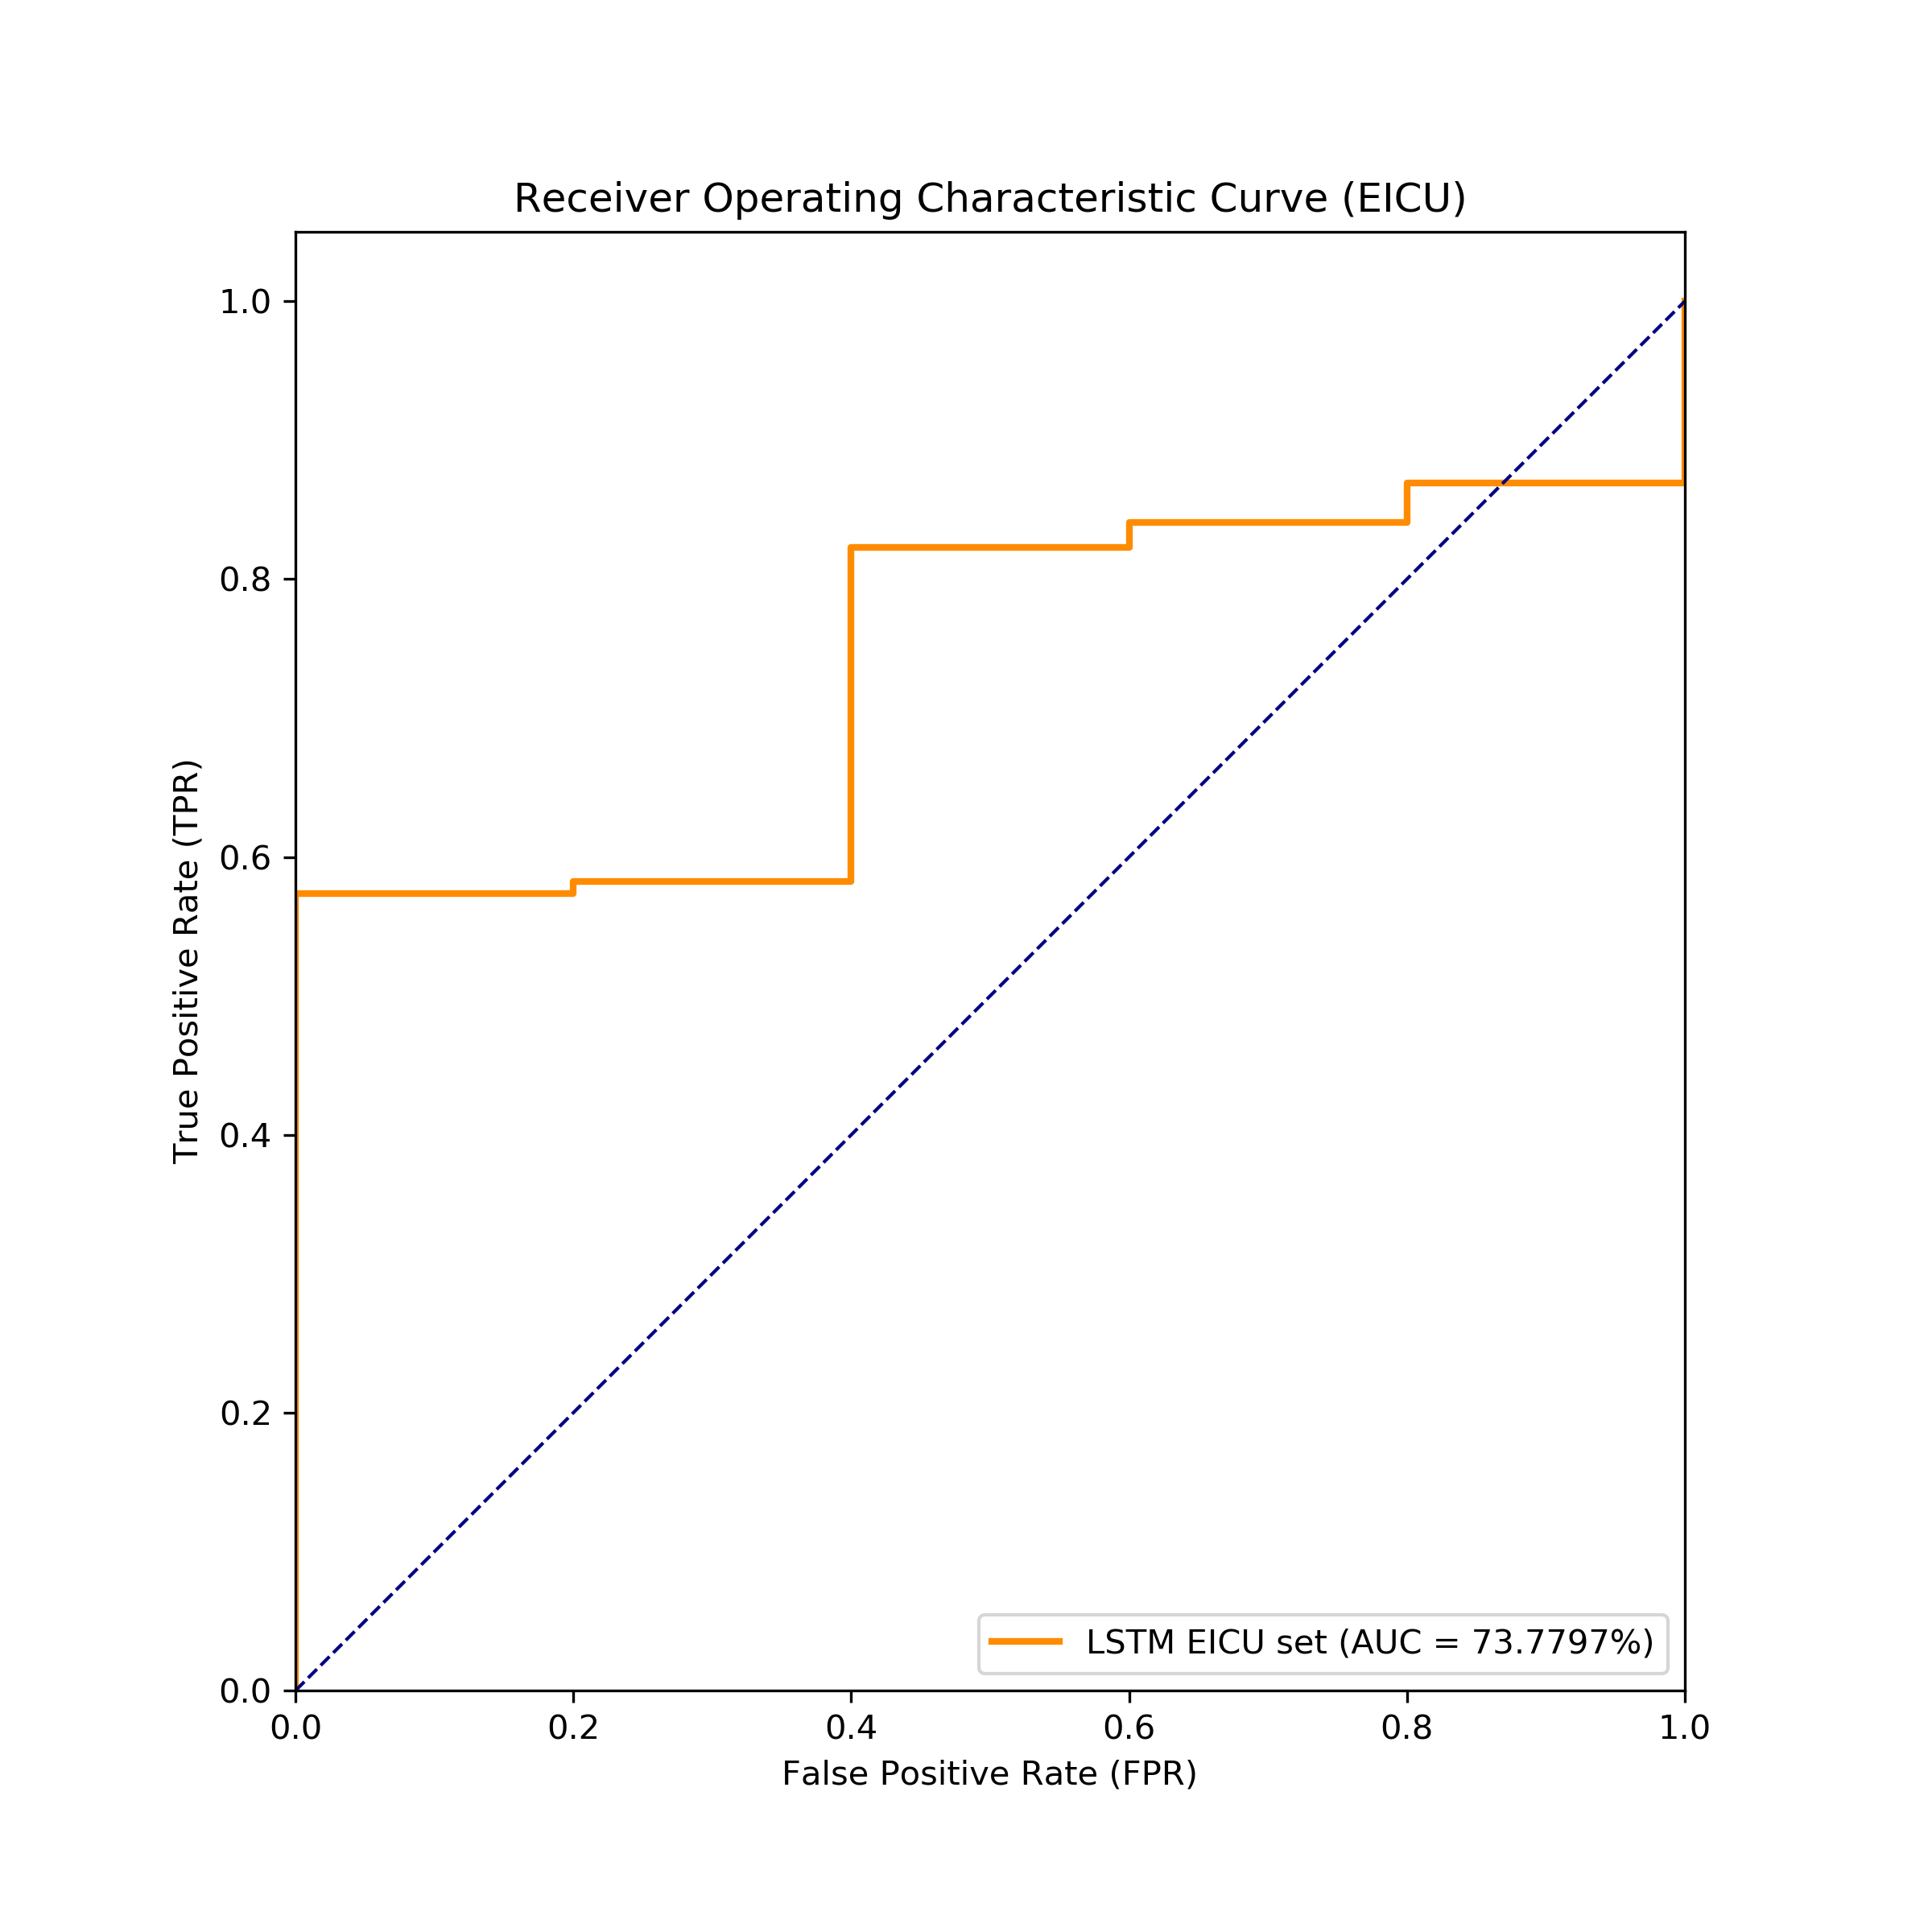 Receiver Operating Characteristic Curve (EICU)
1.0
0.8
0.6
0.4
0.2
0.0
True Positive Rate (TPR)
LSTM EICU set (AUC = 73.7797%)
0.0 0.2 0.4 0.6 0.8 1.0
False Positive Rate (FPR)